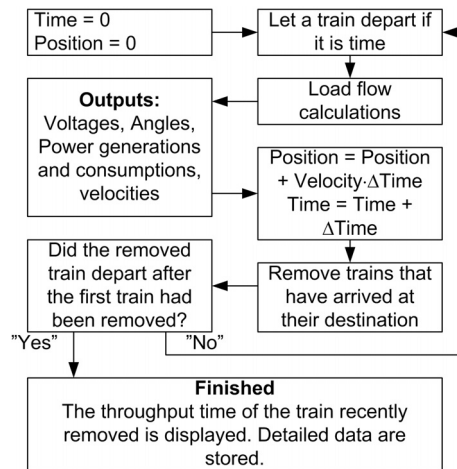 Time = 0
Position = 0
Let a train depart if
it is time
Load flow
calculations
Outputs:
Voltages, Angles,
Power generations
and consumptions,
velocities
Position = Position
+ Velocity·ΔTime
Time = Time +
ΔTime
Remove trains that
have arrived at
their destination
Did the removed
train depart after
the first train had
been removed?
"Yes"
"No"
Finished
The throughput time of the train recently
removed is displayed. Detailed data are
stored.